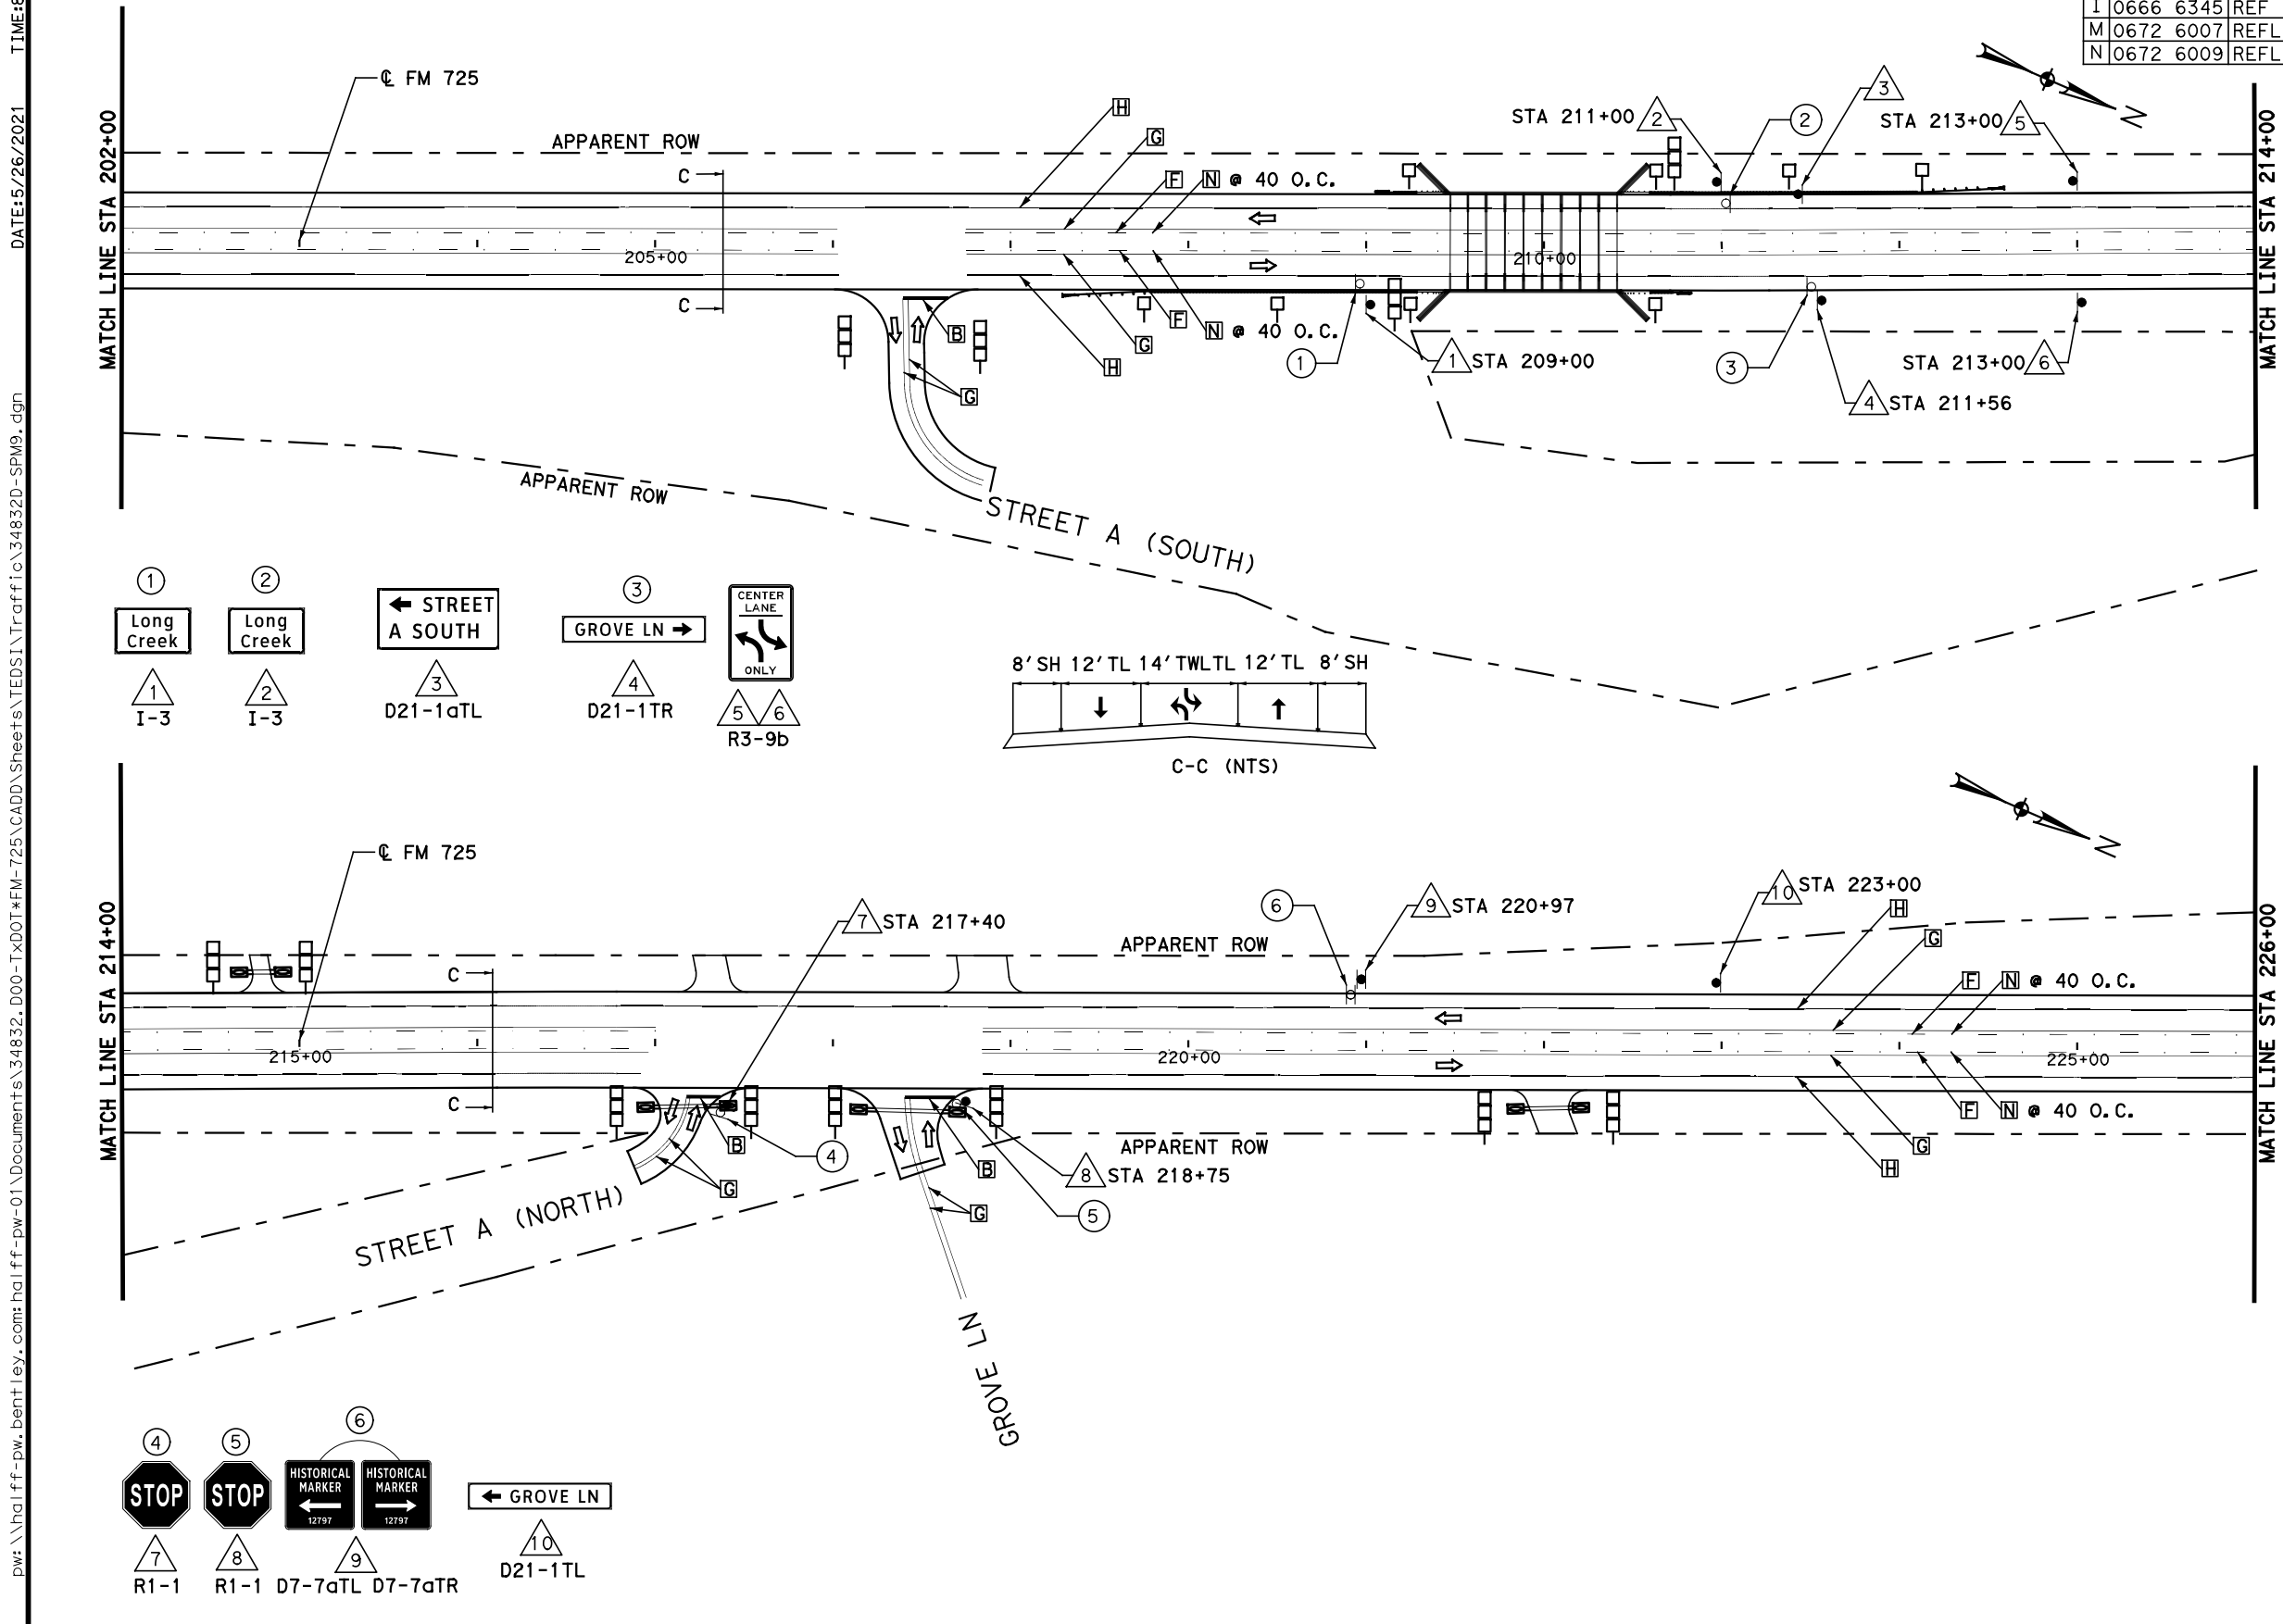 I 0666 6345 REF
M 0672 6007 REFL
N 0672 6009 REFL
DATE:5/26/2021
pw:\\halff-pw.bentley.com:halff-pw-01\Documents\34832.D00-TxDOT*FM-725\CADD\Sheets\TEDSI\Traffic\34832D-SPM9.dgn
MATCH LINE STA 202+00
℄ FM 725
APPARENT ROW
C
C
205+00
H
G
F N @ 40 O.C.
STA 211+00 2
2
3
STA 213+00 5
N
MATCH LINE STA 214+00
210+00
B
G
F N @ 40 O.C.
G
H
1
1 STA 209+00
3
4 STA 211+56
STA 213+00 6
APPARENT ROW
STREET A (SOUTH)
1
Long
Creek
1
I-3
2
Long
Creek
2
I-3
← STREET
A SOUTH
3
D21-1aTL
3
GROVE LN →
4
D21-1TR
CENTER
LANE
ONLY
5 6
R3-9b
8' SH 12' TL 14' TWLTL 12' TL 8' SH
C-C (NTS)
MATCH LINE STA 214+00
℄ FM 725
C
C
215+00
7 STA 217+40
APPARENT ROW
6
9 STA 220+97
10 STA 223+00
H
G
F N @ 40 O.C.
N
MATCH LINE STA 226+00
220+00
225+00
B
4
G
B
8 STA 218+75
APPARENT ROW
5
G
F N @ 40 O.C.
G
H
STREET A (NORTH)
GROVE LN
4
STOP
7
R1-1
5
STOP
8
R1-1
6
HISTORICAL
MARKER
←
12797
HISTORICAL
MARKER
→
12797
9
D7-7aTL D7-7aTR
← GROVE LN
10
D21-1TL